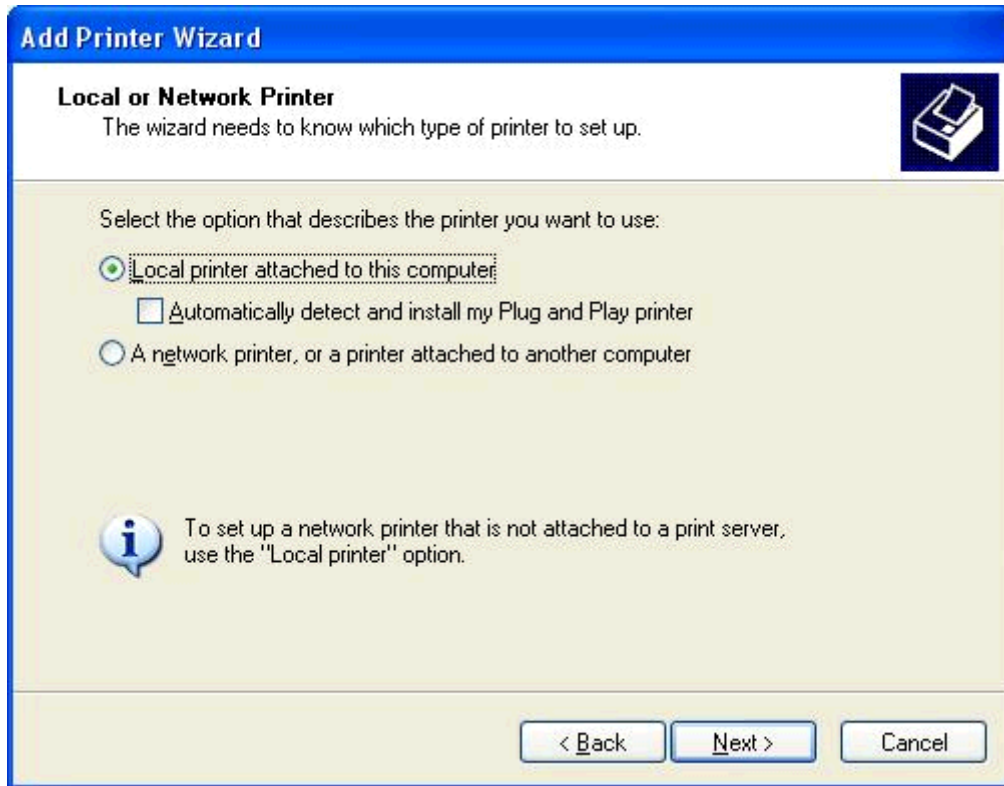 Add Printer Wizard
Local or Network Printer
The wizard needs to know which type of printer to set up.
Select the option that describes the printer you want to use:
Local printer attached to this computer
Automatically detect and install my Plug and Play printer
A network printer, or a printer attached to another computer
To set up a network printer that is not attached to a print server,
use the "Local printer" option.
< Back Next > Cancel